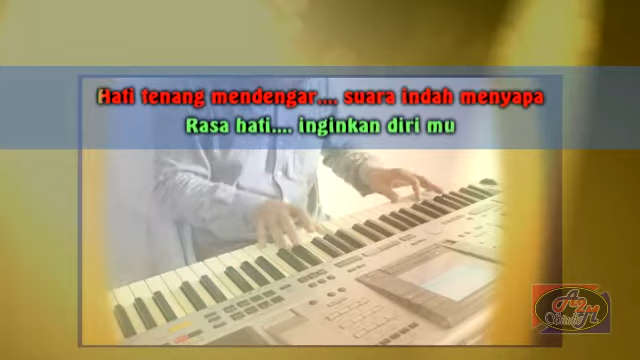 Hati tenang mendengar.... suara indah menyapa
Rasa hati.... inginkan diri mu